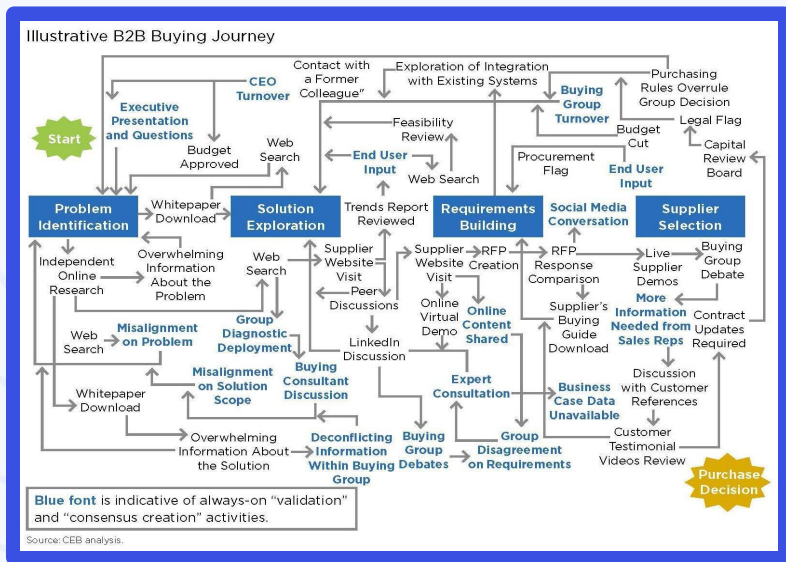 Illustrative B2B Buying Journey
Start
Executive
Presentation
and Questions
CEO
Turnover
Budget
Approved
Web
Search
Contact with
a Former
Colleague"
Exploration of Integration
with Existing Systems
Feasibility
Review
End User
Input
Web Search
Buying
Group
Turnover
Purchasing
Rules Overrule
Group Decision
Legal Flag
Budget
Cut
Capital
Review
Board
Procurement
Flag
End User
Input
Problem
Identification
Whitepaper
Download
Solution
Exploration
Trends Report
Reviewed
Requirements
Building
Social Media
Conversation
Supplier
Selection
Independent
Online
Research
Overwhelming
Information
About the
Problem
Web
Search
Supplier
Website
Visit
Peer
Discussions
Supplier
Website
Visit
RFP
Creation
RFP
Response
Comparison
Live
Supplier
Demos
Buying
Group
Debate
Web
Search
Misalignment
on Problem
Group
Diagnostic
Deployment
LinkedIn
Discussion
Online
Virtual
Demo
Online
Content
Shared
Supplier's
Buying
Guide
Download
More
Information
Needed from
Sales Reps
Contract
Updates
Required
Misalignment
on Solution
Scope
Buying
Consultant
Discussion
Expert
Consultation
Business
Case Data
Unavailable
Discussion
with Customer
References
Whitepaper
Download
Overwhelming
Information About
the Solution
Deconflicting
Information
Within Buying
Group
Buying
Group
Debates
Group
Disagreement
on Requirements
Customer
Testimonial
Videos Review
Purchase
Decision
Blue font is indicative of always-on “validation”
and “consensus creation” activities.
Source: CEB analysis.